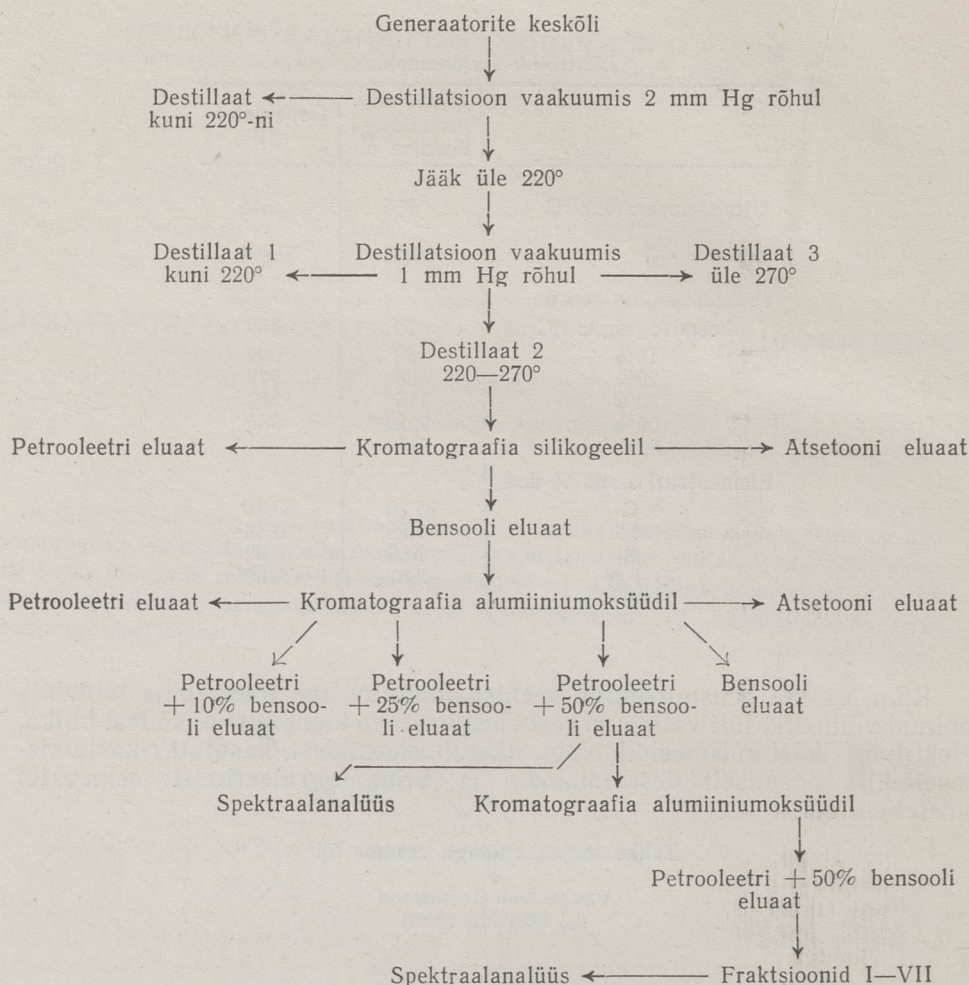 Generaatorite keskõli
Destillaat
kuni 220°-ni
Destillatsioon vaakuumis 2 mm Hg rõhul
Jääk üle 220°
Destillaat 1
kuni 220°
Destillatsioon vaakuumis
1 mm Hg rõhul
Destillaat 3
üle 270°
Destillaat 2
220—270°
Petrooleetri eluaat
Kromatograafia silikogeelil
Atsetooni eluaat
Bensooli eluaat
Petrooleetri eluaat
Kromatograafia alumiiniumoksüüdil
Atsetooni eluaat
Petrooleetri
+ 10% bensoo-
li eluaat
Petrooleetri
+ 25% bensoo-
li eluaat
Petrooleetri
+ 50% bensoo-
li eluaat
Bensooli
eluaat
Spektraalanalüüs
Kromatograafia alumiiniumoksüüdil
Petrooleetri + 50% bensooli
eluaat
Spektraalanalüüs
Fraktsioonid I—VII